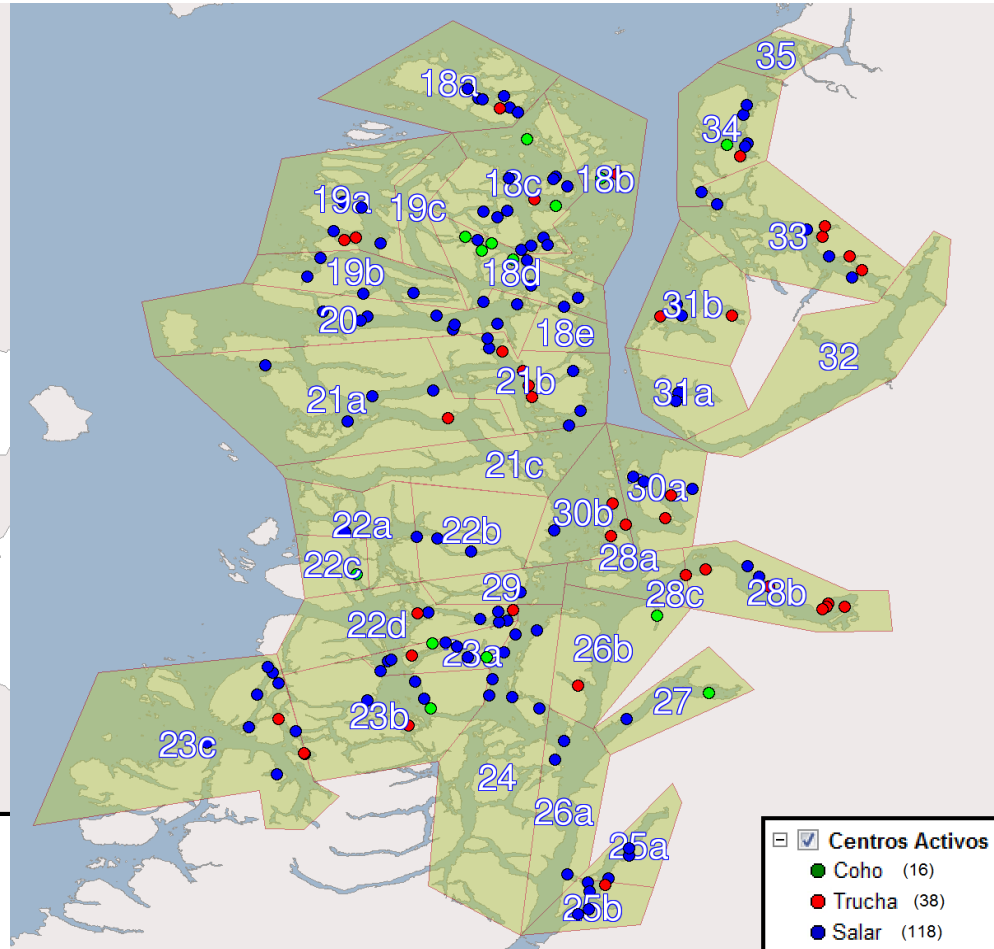 35
18a
34
18b
18c
19a
19c
33
18d
19b
31b
20
18e
32
21b
31a
21a
21c
30a
30b
22a
22b
28a
22c
29
28b
28c
22d
26b
23a
27
23b
23c
24
26a
25a
25b
Centros Activos
Coho (16)
Trucha (38)
Salar (118)